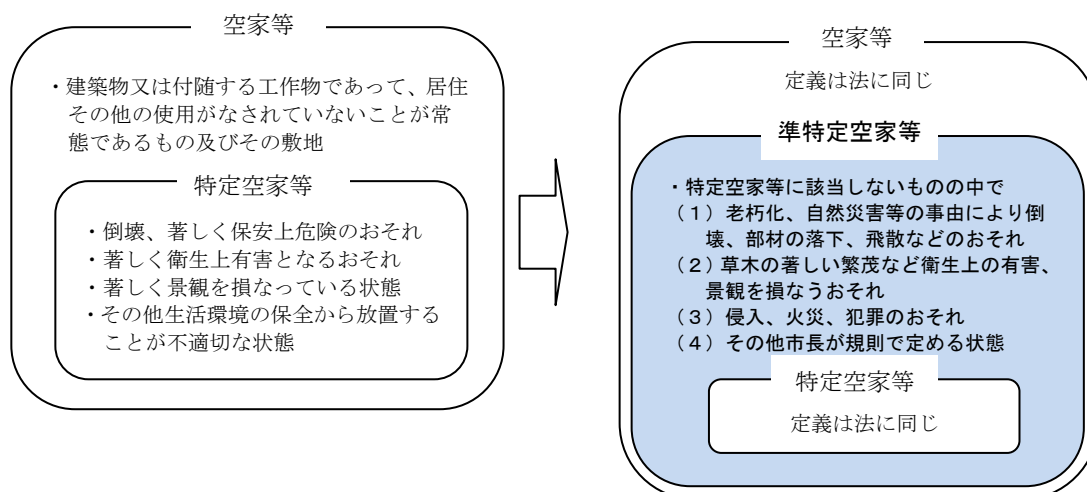 空家等
・建築物又は付随する工作物であって、居住
その他の使用がなされていないことが常
態であるもの及びその敷地
特定空家等
・倒壊、著しく保安上危険のおそれ
・著しく衛生上有害となるおそれ
・著しく景観を損なっている状態
・その他生活環境の保全から放置する
ことが不適切な状態
空家等
定義は法に同じ
準特定空家等
・特定空家等に該当しないものの中で
（１）老朽化、自然災害等の事由により倒
壊、部材の落下、飛散などのおそれ
（２）草木の著しい繁茂など衛生上の有害、
景観を損なうおそれ
（３）侵入、火災、犯罪のおそれ
（４）その他市長が規則で定める状態
特定空家等
定義は法に同じ